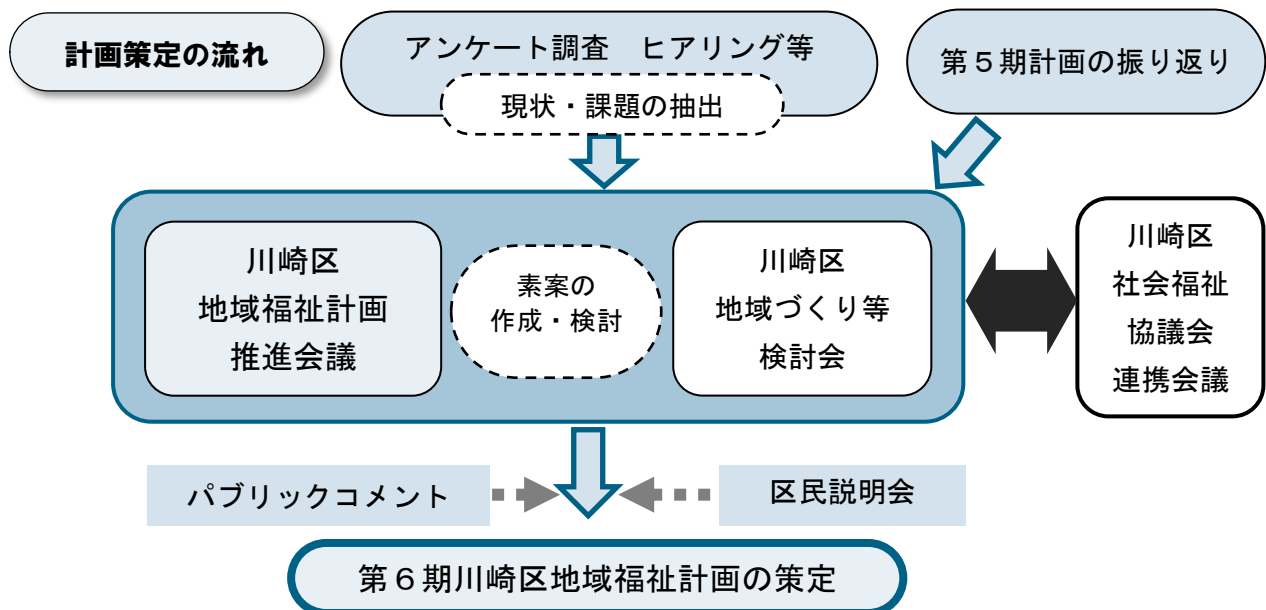 計画策定の流れ
アンケート調査　ヒアリング等
現状・課題の抽出
第５期計画の振り返り
川崎区
地域福祉計画
推進会議
素案の
作成・検討
川崎区
地域づくり等
検討会
川崎区
社会福祉
協議会
連携会議
パブリックコメント
区民説明会
第６期川崎区地域福祉計画の策定